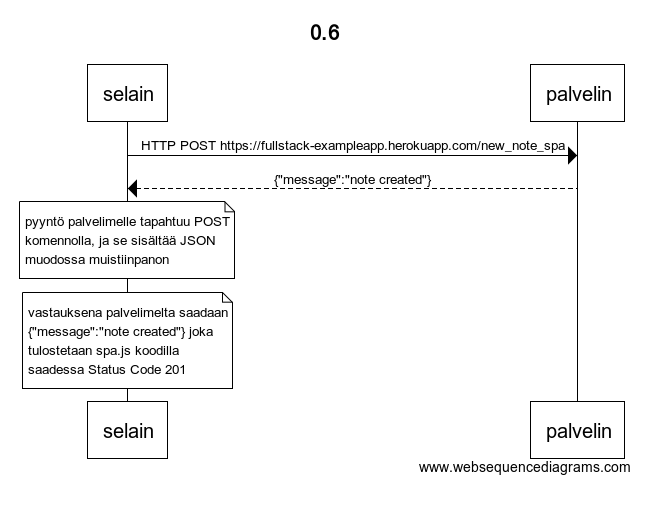 0.6
selain
palvelin
HTTP POST https://fullstack-exampleapp.herokuapp.com/new_note_spa
{"message":"note created"}
pyyntö palvelimelle tapahtuu POST
komennolla, ja se sisältää JSON
muodossa muistiinpanon
vastauksena palvelimelta saadaan
{"message":"note created"} joka
tulostetaan spa.js koodilla
saadessa Status Code 201
selain
palvelin
www.websequencediagrams.com